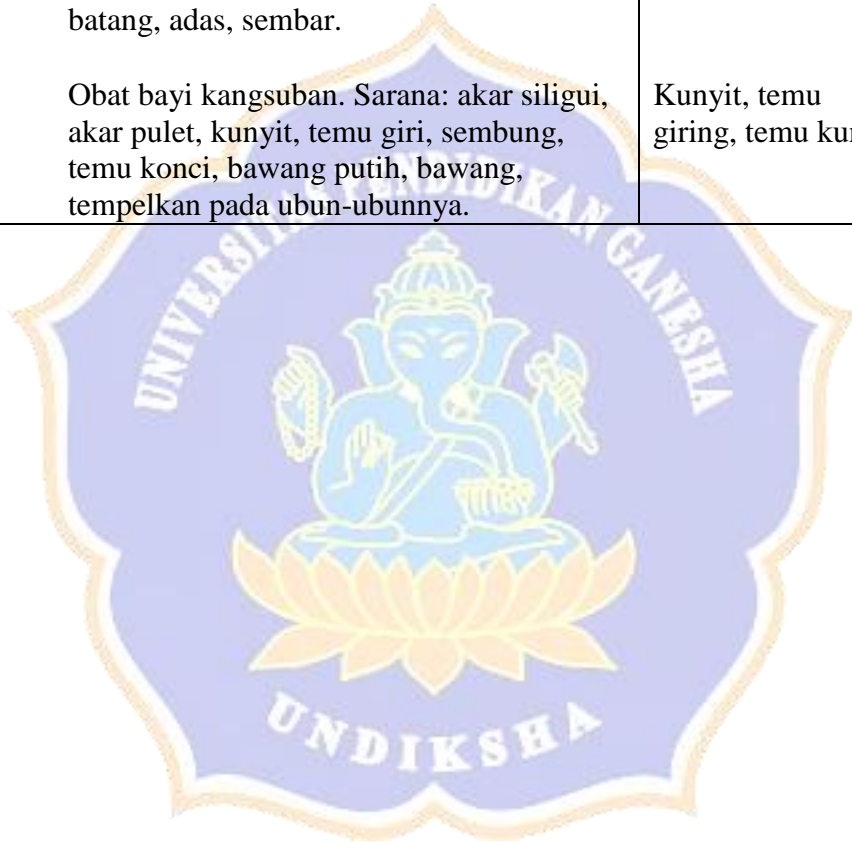 batang, adas, sembar.
Obat bayi kangsuban. Sarana: akar siligui,
akar pulet, kunyit, temu giri, sembung,
temu konci, bawang putih, bawang,
tempelkan pada ubun-ubunnya.
Kunyit, temu
giring, temu kun
UNIVERSITAS PENDIDIKAN GANESHA
UNDIKSHA